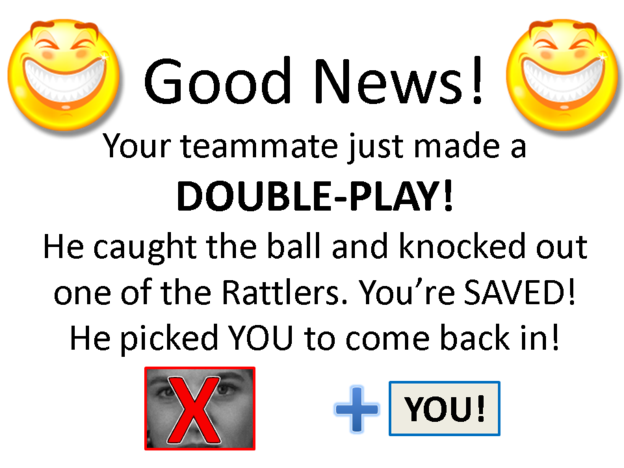 Good News!
Your teammate just made a
DOUBLE-PLAY!
He caught the ball and knocked out
one of the Rattlers. You’re SAVED!
He picked YOU to come back in!
X
YOU!